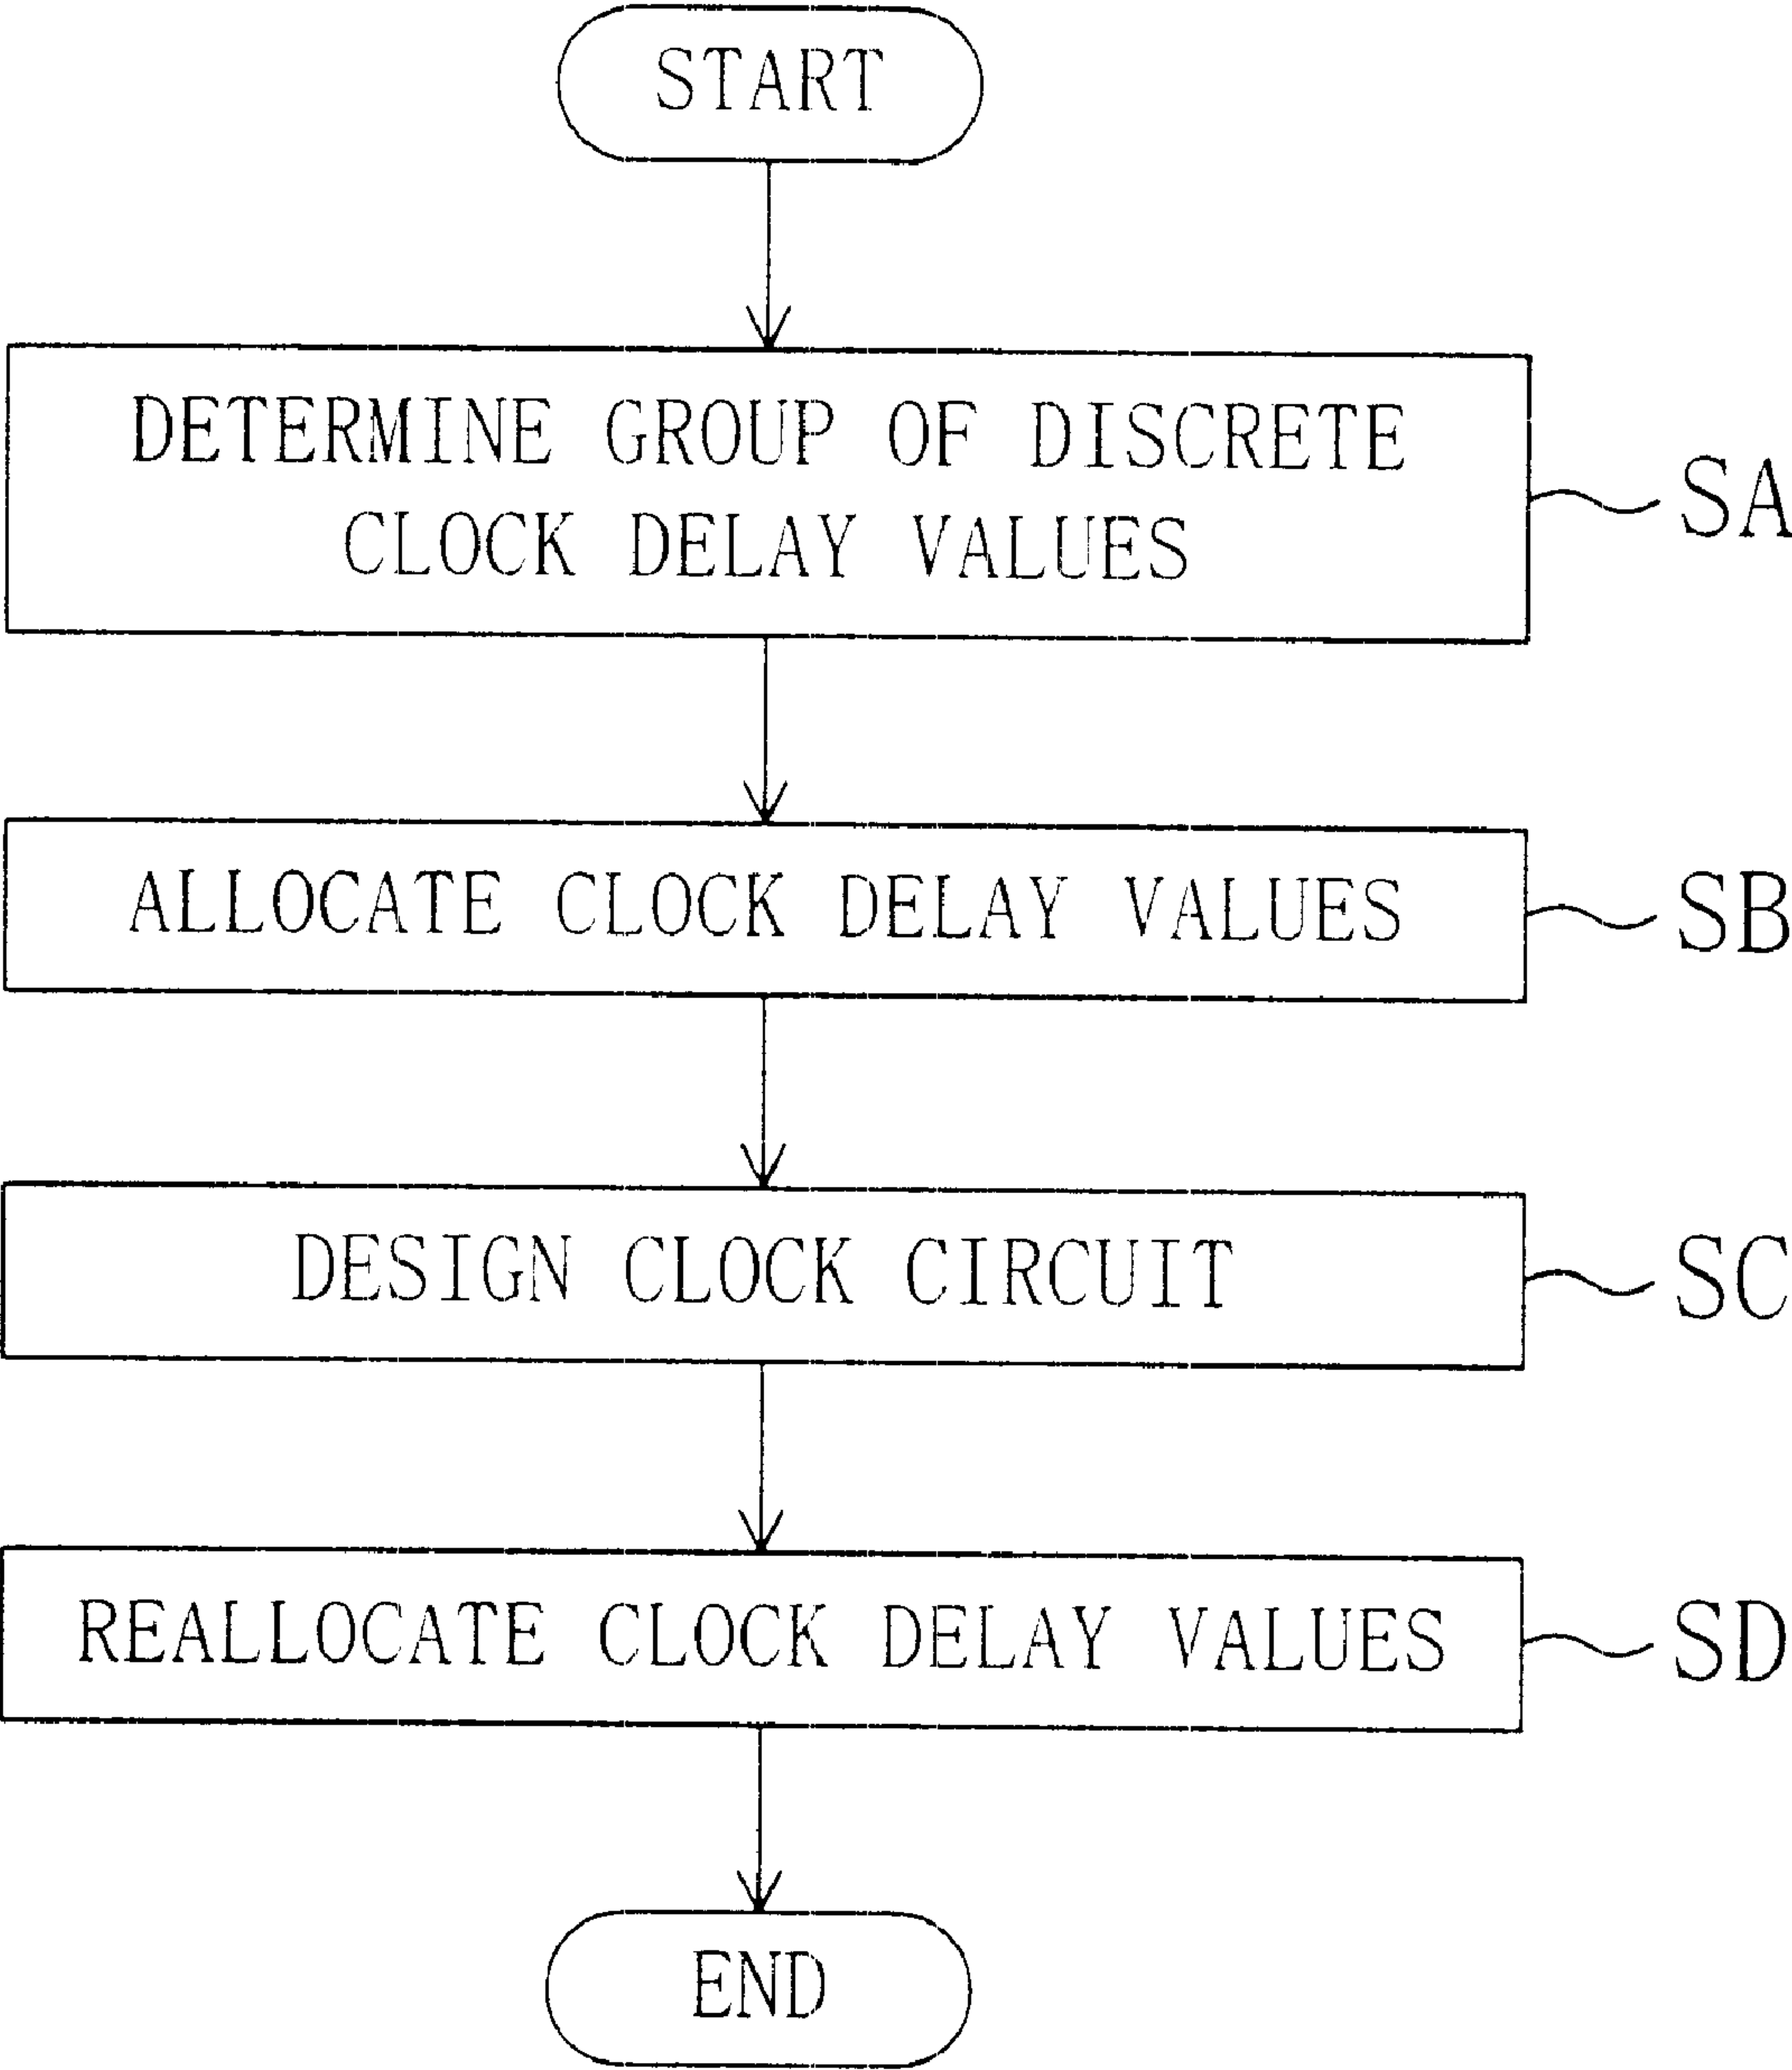 START
DETERMINE GROUP OF DISCRETE
CLOCK DELAY VALUES
SA
ALLOCATE CLOCK DELAY VALUES
SB
DESIGN CLOCK CIRCUIT
SC
REALLOCATE CLOCK DELAY VALUES
SD
END